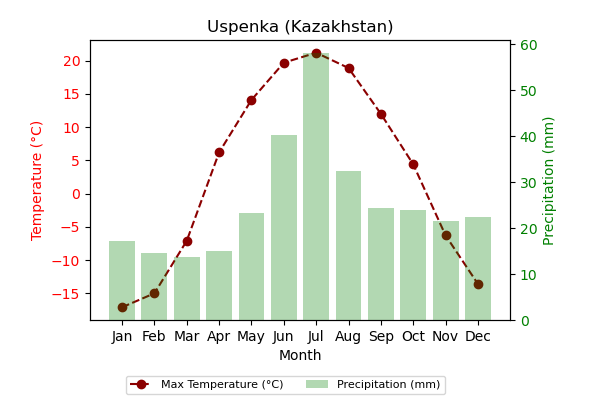 Uspenka (Kazakhstan)
Temperature (°C)
20
15
10
5
0
−5
−10
−15
60
50
40
30
20
10
0
Precipitation (mm)
Jan Feb Mar Apr May Jun Jul Aug Sep Oct Nov Dec
Month
Max Temperature (°C) Precipitation (mm)